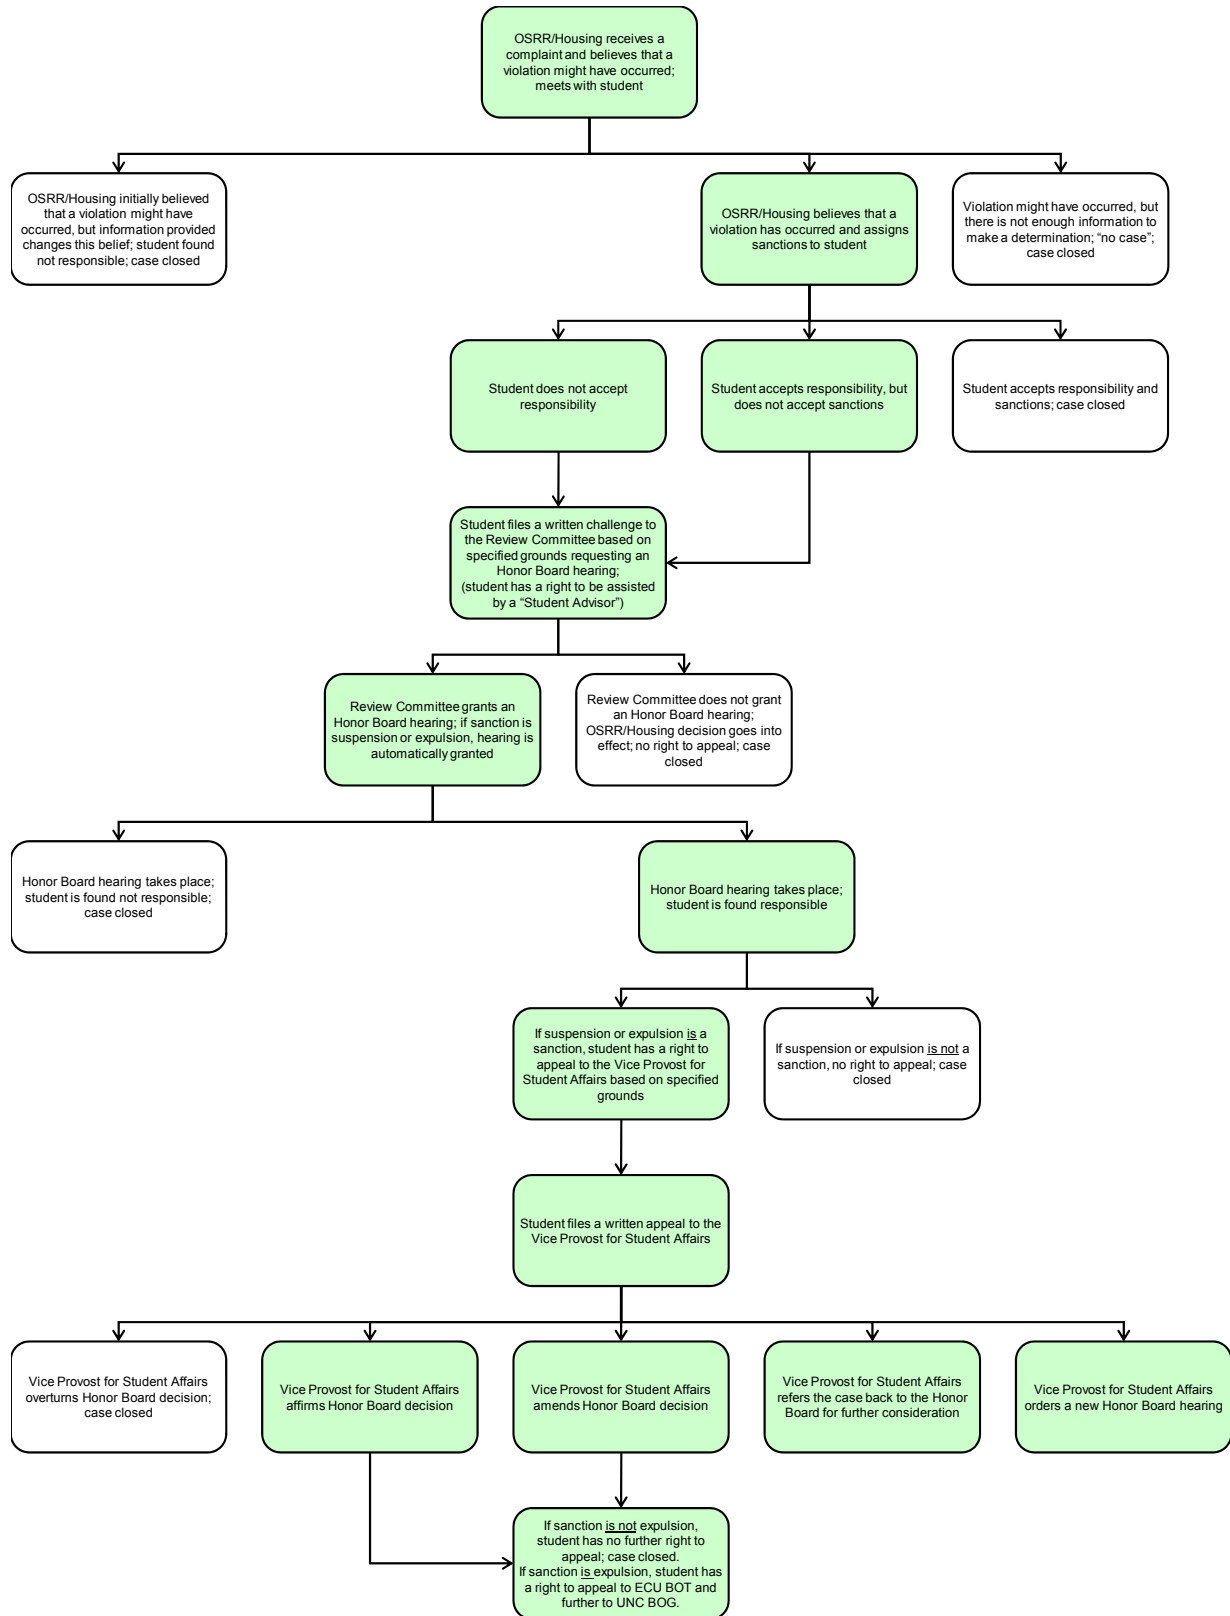 OSRR/Housing receives a
complaint and believes that a
violation might have occurred;
meets with student
OSRR/Housing initially believed
that a violation might have
occurred, but information provided
changes this belief; student found
not responsible; case closed
OSRR/Housing believes that a
violation has occurred and assigns
sanctions to student
Violation might have occurred, but
there is not enough information to
make a determination; “no case”;
case closed
Student does not accept
responsibility
Student accepts responsibility, but
does not accept sanctions
Student accepts responsibility and
sanctions; case closed
Student files a written challenge to
the Review Committee based on
specified grounds requesting an
Honor Board hearing;
(student has a right to be assisted
by a “Student Advisor”)
Review Committee grants an
Honor Board hearing; if sanction is
suspension or expulsion, hearing is
automatically granted
Review Committee does not grant
an Honor Board hearing;
OSRR/Housing decision goes into
effect; no right to appeal; case
closed
Honor Board hearing takes place;
student is found not responsible;
case closed
Honor Board hearing takes place;
student is found responsible
If suspension or expulsion is a
sanction, student has a right to
appeal to the Vice Provost for
Student Affairs based on specified
grounds
If suspension or expulsion is not a
sanction, no right to appeal; case
closed
Student files a written appeal to the
Vice Provost for Student Affairs
Vice Provost for Student Affairs
overturns Honor Board decision;
case closed
Vice Provost for Student Affairs
affirms Honor Board decision
Vice Provost for Student Affairs
amends Honor Board decision
Vice Provost for Student Affairs
refers the case back to the Honor
Board for further consideration
Vice Provost for Student Affairs
orders a new Honor Board hearing
If sanction is not expulsion,
student has no further right to
appeal; case closed.
If sanction is expulsion, student has
a right to appeal to ECU BOT and
further to UNC BOG.